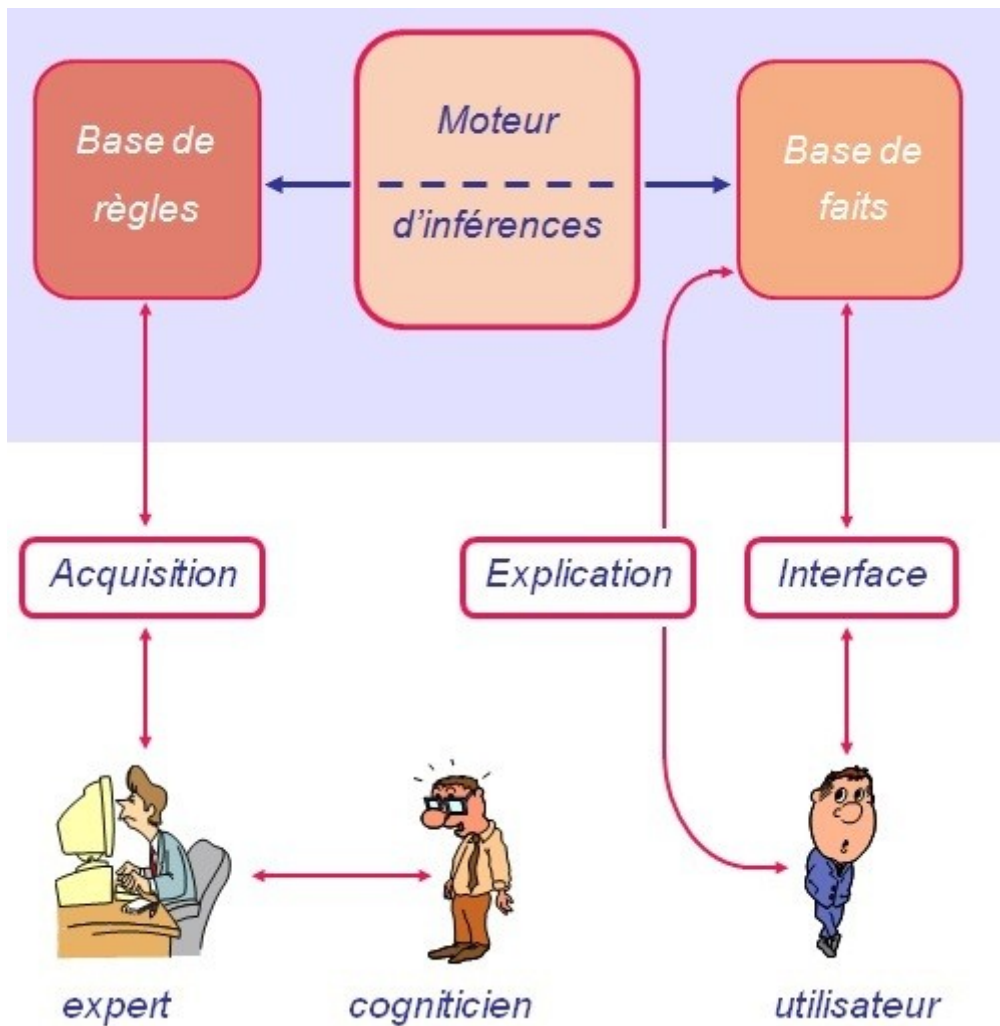 Base de
règles
Moteur
d'inférences
Base de
faits
Acquisition
Explication
Interface
expert
cogniticien
utilisateur